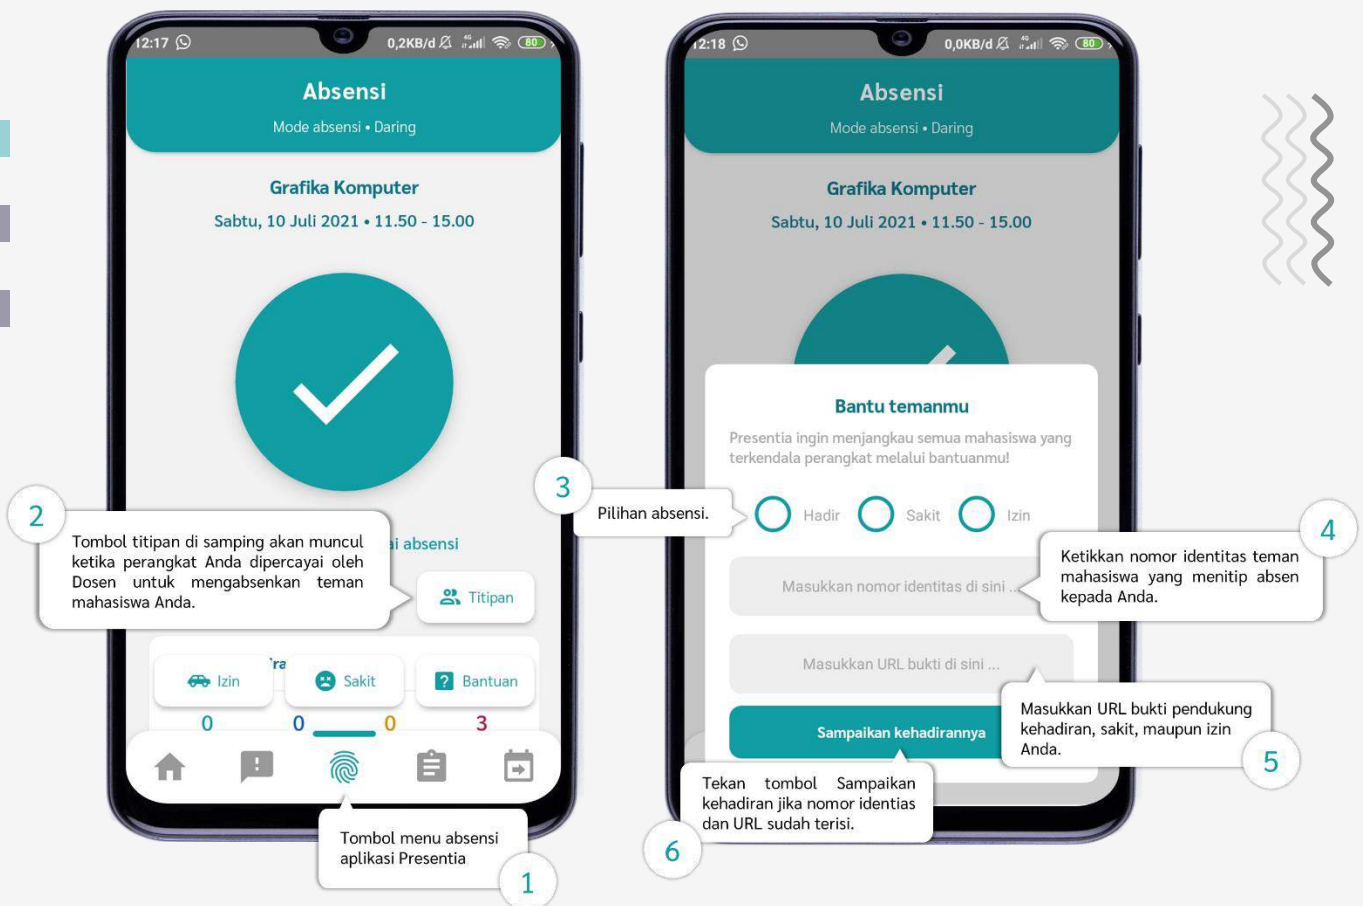 12:17
0,2KB/d
4G
80
Absensi
Mode absensi • Daring
Grafika Komputer
Sabtu, 10 Juli 2021 • 11.50 - 15.00
2
Tombol titipan di samping akan muncul
ketika perangkat Anda dipercayai oleh
Dosen untuk mengabsenkan teman
mahasiswa Anda.
absensi
Titipan
Izin
Sakit
Bantuan
0
0
0
3
Tombol menu absensi
aplikasi Presentia
1
12:18
0,0KB/d
4G
80
Absensi
Mode absensi • Daring
Grafika Komputer
Sabtu, 10 Juli 2021 • 11.50 - 15.00
Bantu temanmu
Presentia ingin menjangkau semua mahasiswa yang
terkendala perangkat melalui bantuanmu!
3
Pilihan absensi.
Hadir
Sakit
Izin
4
Ketikkan nomor identitas teman
mahasiswa yang menitip absen
kepada Anda.
Masukkan nomor identitas di sini ...
Masukkan URL bukti di sini ...
Masukkan URL bukti pendukung
kehadiran, sakit, maupun izin
Anda.
5
Sampaikan kehadirannya
Tekan tombol Sampaikan
kehadiran jika nomor identias
dan URL sudah terisi.
6